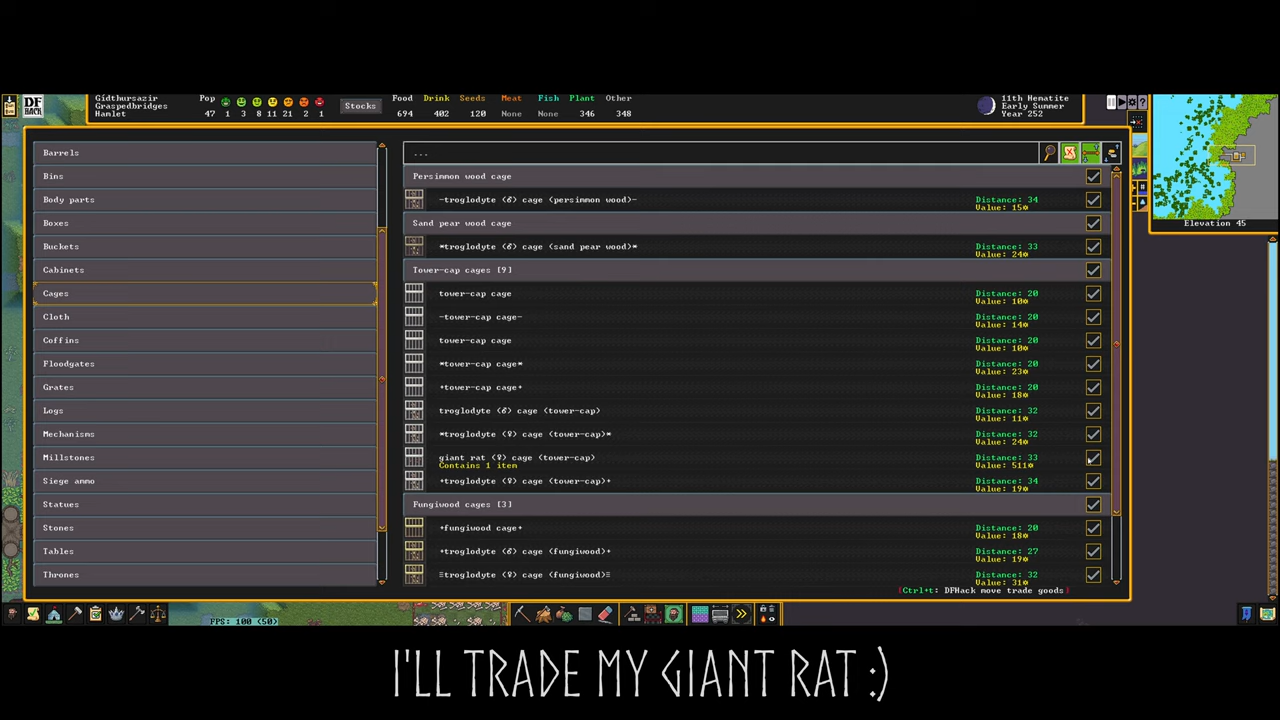 DF
HACK
Gidthursazir
Graspedbridges
Hamlet
Pop
47 1 3 8 11 21 2 1
Stocks
Food Drink Seeds Meat Fish Plant Other
694 402 120 None None 346 348
11th Hematite
Early Summer
Year 252
Elevation 45
Barrels
Bins
Body parts
Boxes
Buckets
Cabinets
Cages
Cloth
Coffins
Floodgates
Grates
Logs
Mechanisms
Millstones
Siege ammo
Statues
Stones
Tables
Thrones
...
Persimmon wood cage
-troglodyte (♂) cage (persimmon wood)- Distance: 34
Value: 15☼
Sand pear wood cage
*troglodyte (♂) cage (sand pear wood)* Distance: 33
Value: 24☼
Tower-cap cages [9]
tower-cap cage Distance: 20
Value: 10☼
-tower-cap cage- Distance: 20
Value: 14☼
tower-cap cage Distance: 20
Value: 10☼
*tower-cap cage* Distance: 20
Value: 23☼
+tower-cap cage+ Distance: 20
Value: 18☼
troglodyte (♂) cage (tower-cap) Distance: 32
Value: 11☼
*troglodyte (♀) cage (tower-cap)* Distance: 32
Value: 24☼
giant rat (♀) cage (tower-cap) Distance: 33
Contains 1 item Value: 511☼
+troglodyte (♂) cage (tower-cap)+ Distance: 34
Value: 19☼
Fungiwood cages [3]
+fungiwood cage+ Distance: 20
Value: 18☼
+troglodyte (♂) cage (fungiwood)+ Distance: 27
Value: 19☼
≡troglodyte (♀) cage (fungiwood)≡ Distance: 32
Value: 31☼
[Ctrl+t: DFHack move trade goods]
FPS: 100 (50)
I'LL TRADE MY GIANT RAT :)